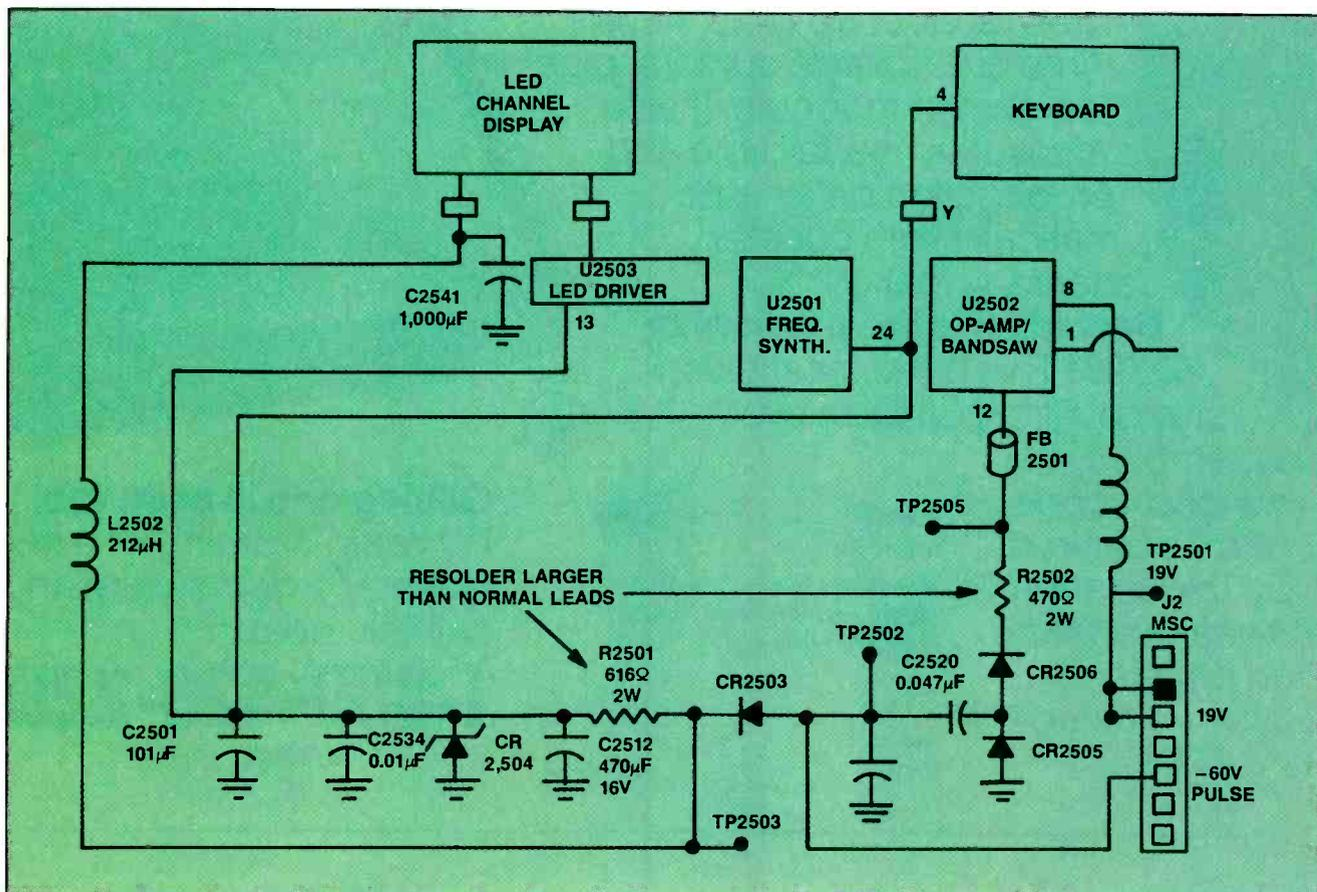 LED
CHANNEL
DISPLAY
4
KEYBOARD
Y
C2541
1,000µF
U2503
LED DRIVER
13
U2501
FREQ.
SYNTH.
24
U2502
OP-AMP/
BANDSAW
8
1
12
FB
2501
L2502
212µH
TP2505
TP2501
19V
J2
MSC
RESOLDER LARGER
THAN NORMAL LEADS
R2502
470Ω
2W
TP2502
R2501
616Ω
2W
CR2503
C2520
0.047µF
CR2506
19V
C2501
101µF
C2534
0.01µF
CR
2,504
C2512
470µF
16V
CR2505
-60V
PULSE
TP2503